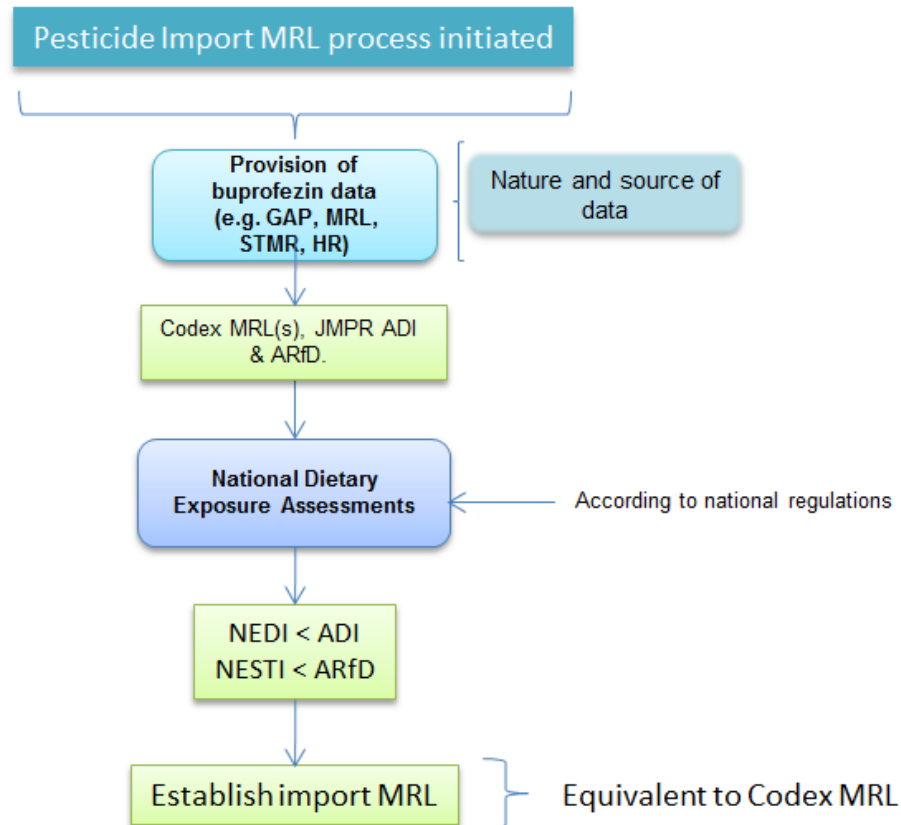 Pesticide Import MRL process initiated
Provision of
buprofezin data
(e.g. GAP, MRL,
STMR, HR)
Nature and source of
data
Codex MRL(s), JMPR ADI
& ARfD.
National Dietary
Exposure Assessments
According to national regulations
NEDI < ADI
NESTI < ARfD
Establish import MRL
Equivalent to Codex MRL